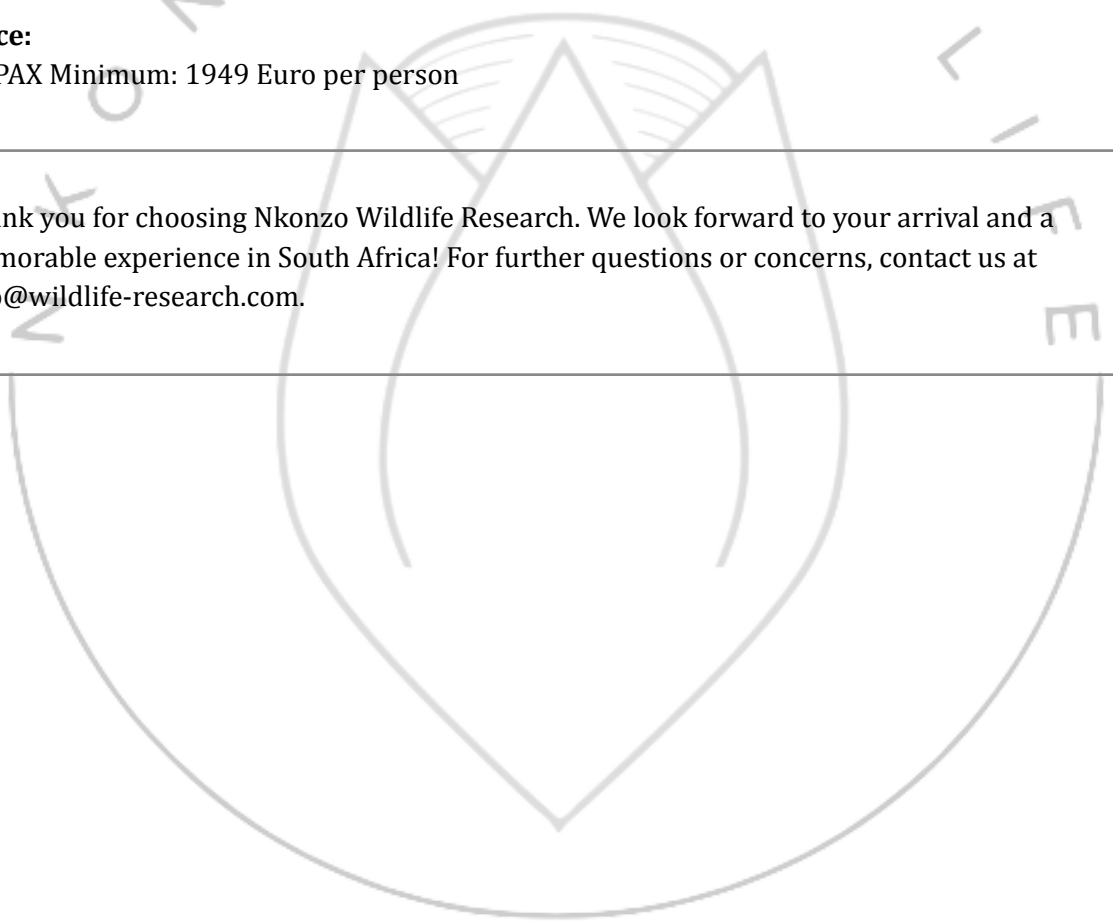 ce:
PAX Minimum: 1949 Euro per person
nk you for choosing Nkonzo Wildlife Research. We look forward to your arrival and a
morable experience in South Africa! For further questions or concerns, contact us at
o@wildlife-research.com.
N K O N
L I F E